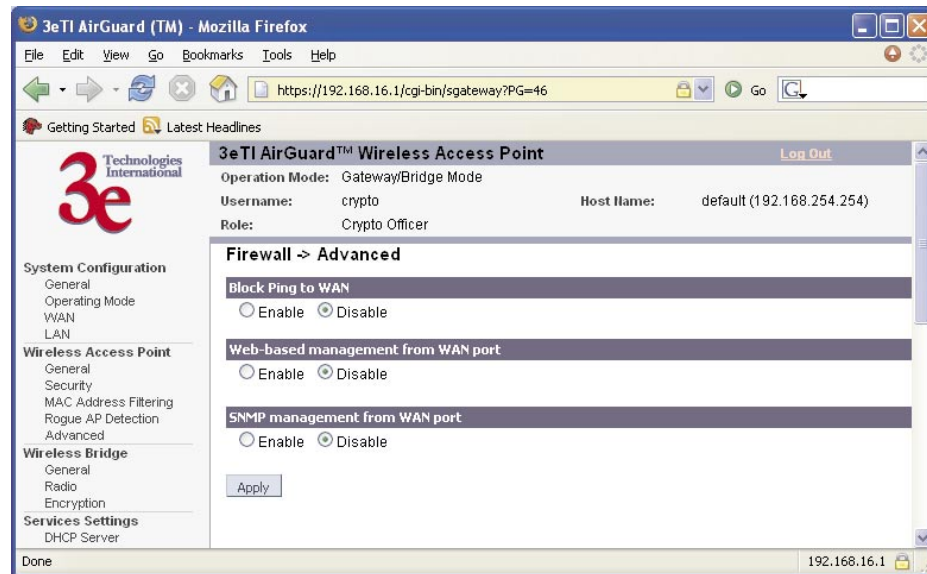 3eTI AirGuard (TM) - Mozilla Firefox
File Edit View Go Bookmarks Tools Help
https://192.168.16.1/cgi-bin/sgateway?PG=46 Go G
Getting Started Latest Headlines
3e Technologies International
3eTI AirGuard™ Wireless Access Point Log Out
Operation Mode: Gateway/Bridge Mode
Username: crypto Host Name: default (192.168.254.254)
Role: Crypto Officer
System Configuration
General
Operating Mode
WAN
LAN
Wireless Access Point
General
Security
MAC Address Filtering
Rogue AP Detection
Advanced
Wireless Bridge
General
Radio
Encryption
Services Settings
DHCP Server
Firewall -> Advanced
Block Ping to WAN
Enable Disable
Web-based management from WAN port
Enable Disable
SNMP management from WAN port
Enable Disable
Apply
Done 192.168.16.1